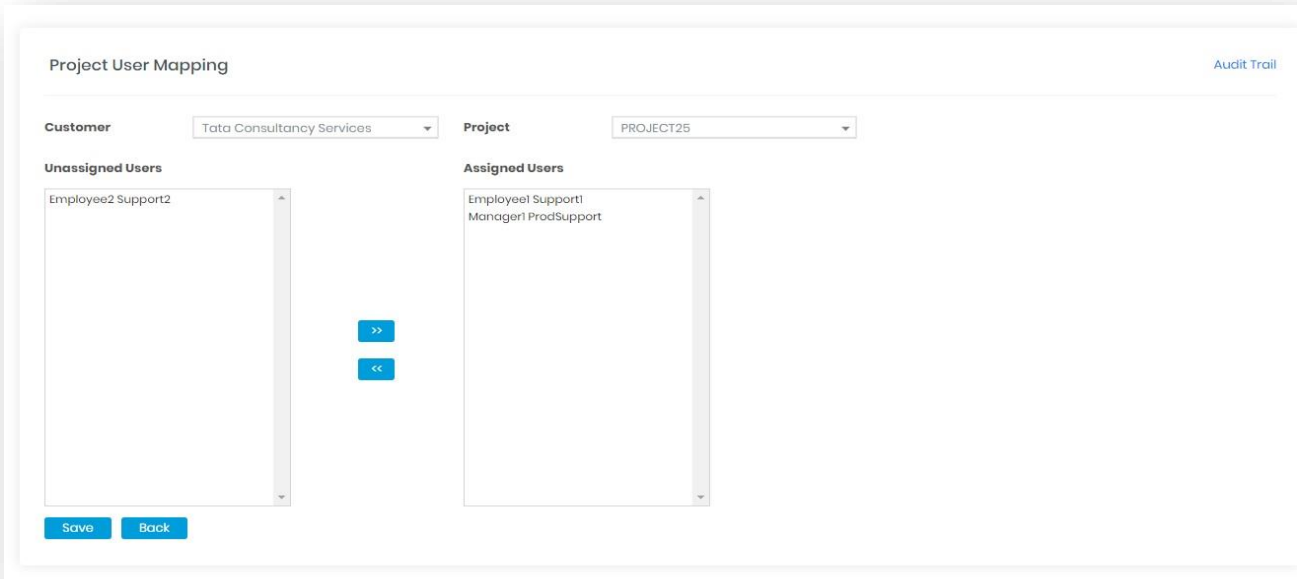 Project User Mapping
Audit Trail
Customer
Tata Consultancy Services
Project
PROJECT25
Unassigned Users
Assigned Users
Employee2 Support2
Employee1 Support1
Manager1 ProdSupport
>>
<<
Save
Back